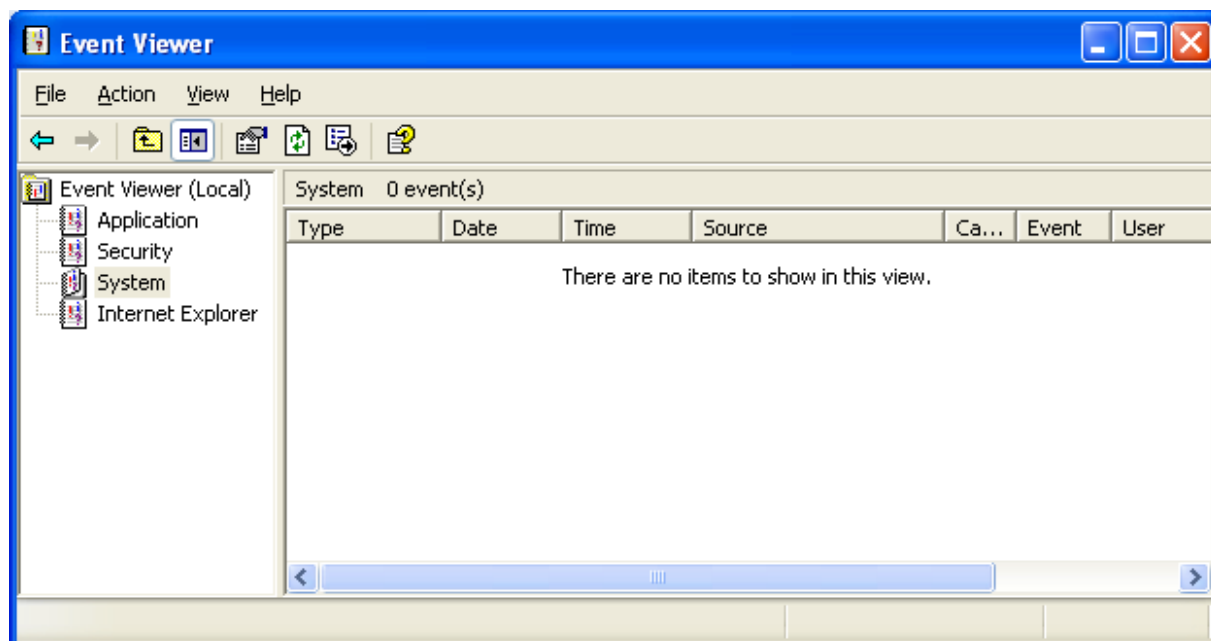 Event Viewer
File Action View Help
Event Viewer (Local)
Application
Security
System
Internet Explorer
System 0 event(s)
Type Date Time Source Ca... Event User
There are no items to show in this view.